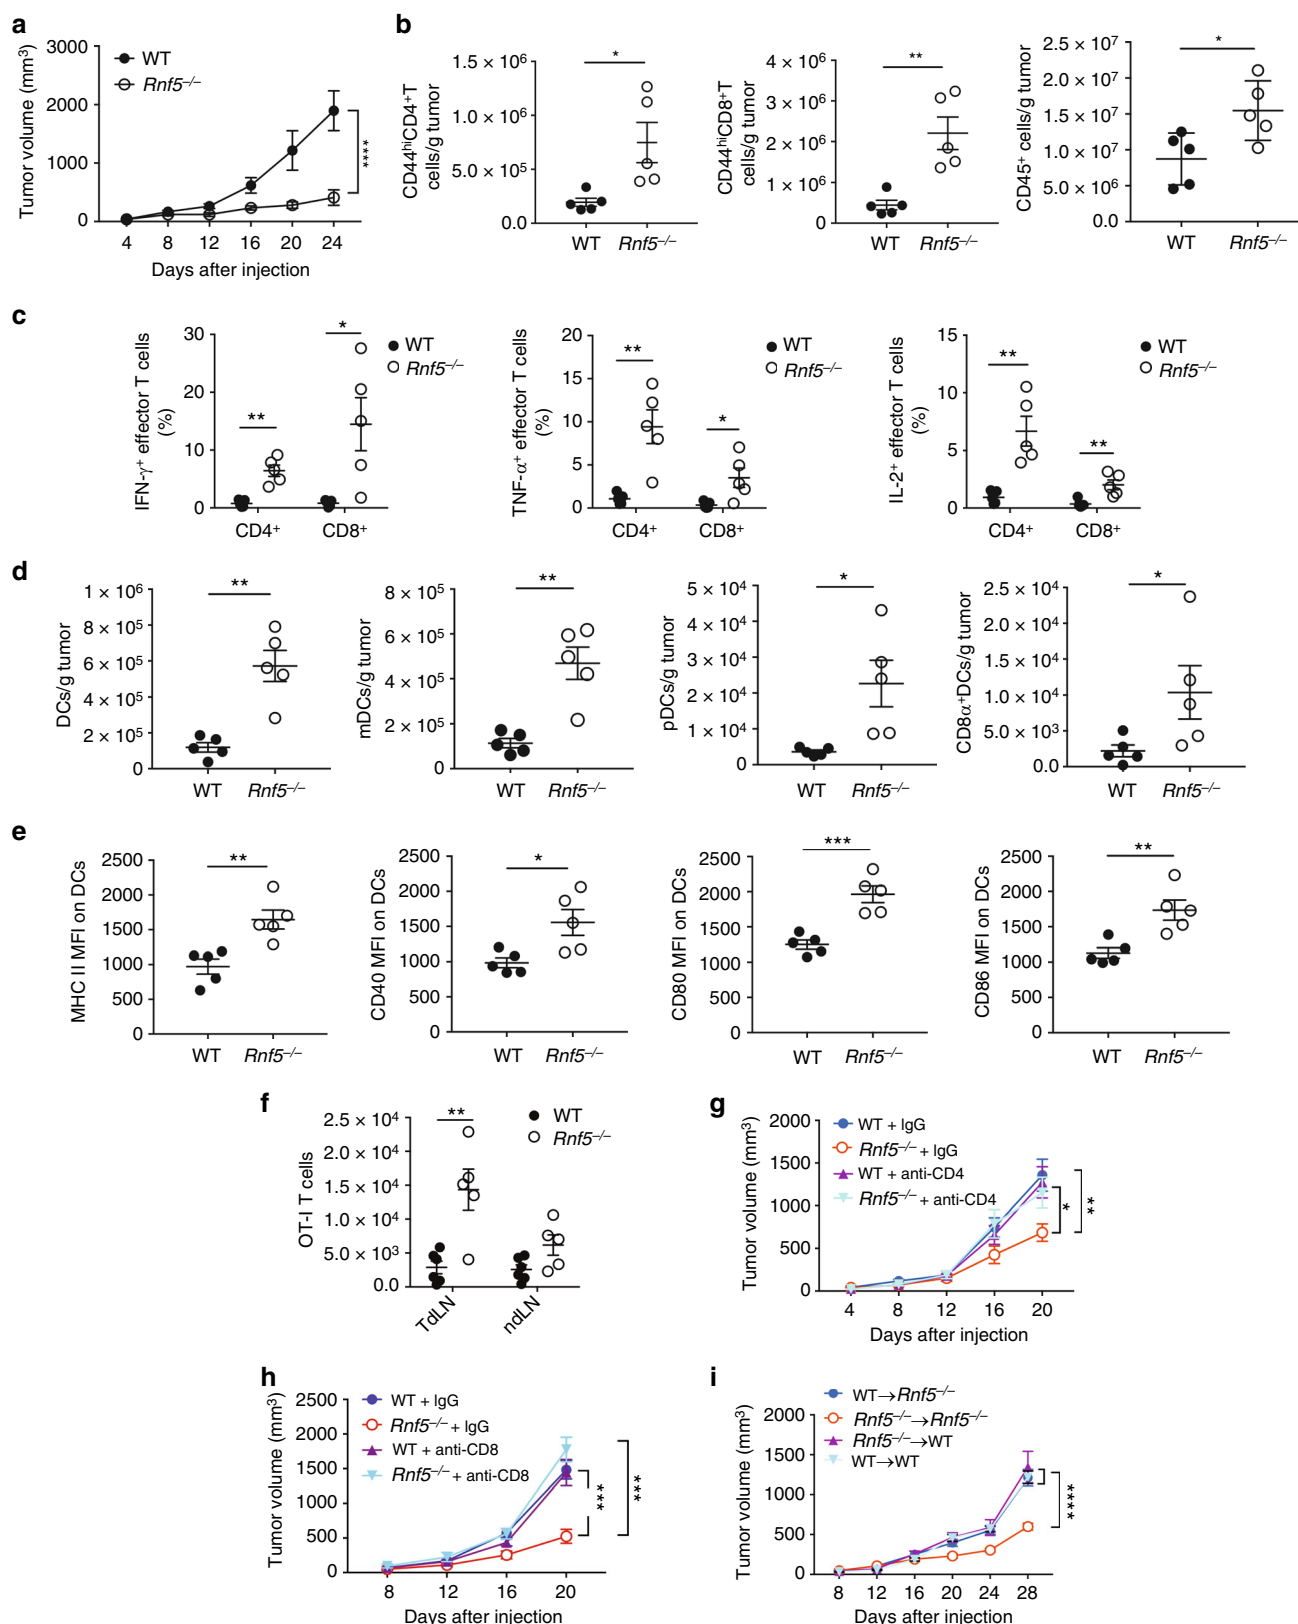 a
Tumor volume (mm³)
3000
2000
1000
0
WT
Rnf5⁻/⁻
****
4 8 12 16 20 24
Days after injection
b
CD44ʰⁱCD4⁺T
cells/g tumor
1.5 × 10⁶
1.0 × 10⁶
5.0 × 10⁵
0.0
*
WT Rnf5⁻/⁻
CD44ʰⁱCD8⁺T
cells/g tumor
4 × 10⁶
3 × 10⁶
2 × 10⁶
1 × 10⁶
0
**
WT Rnf5⁻/⁻
CD45⁺ cells/g tumor
2.5 × 10⁷
2.0 × 10⁷
1.5 × 10⁷
1.0 × 10⁷
5.0 × 10⁶
0.0
*
WT Rnf5⁻/⁻
c
IFN-γ⁺ effector T cells
(%)
30
20
10
0
**
*
WT
Rnf5⁻/⁻
CD4⁺ CD8⁺
TNF-α⁺ effector T cells
(%)
20
15
10
5
0
**
*
WT
Rnf5⁻/⁻
CD4⁺ CD8⁺
IL-2⁺ effector T cells
(%)
15
10
5
0
**
**
WT
Rnf5⁻/⁻
CD4⁺ CD8⁺
d
DCs/g tumor
1 × 10⁶
8 × 10⁵
6 × 10⁵
4 × 10⁵
2 × 10⁵
0
**
WT Rnf5⁻/⁻
mDCs/g tumor
8 × 10⁵
6 × 10⁵
4 × 10⁵
2 × 10⁵
0
**
WT Rnf5⁻/⁻
pDCs/g tumor
5 × 10⁴
4 × 10⁴
3 × 10⁴
2 × 10⁴
1 × 10⁴
0
*
WT Rnf5⁻/⁻
CD8α⁺DCs/g tumor
2.5 × 10⁴
2.0 × 10⁴
1.5 × 10⁴
1.0 × 10⁴
5.0 × 10³
0.0
*
WT Rnf5⁻/⁻
e
MHC II MFI on DCs
2500
2000
1500
1000
500
0
**
WT Rnf5⁻/⁻
CD40 MFI on DCs
2500
2000
1500
1000
500
0
*
WT Rnf5⁻/⁻
CD80 MFI on DCs
2500
2000
1500
1000
500
0
***
WT Rnf5⁻/⁻
CD86 MFI on DCs
2500
2000
1500
1000
500
0
**
WT Rnf5⁻/⁻
f
OT-I T cells
2.5 × 10⁴
2.0 × 10⁴
1.5 × 10⁴
1.0 × 10⁴
5.0 × 10³
0.0
**
WT
Rnf5⁻/⁻
TdLN ndLN
g
Tumor volume (mm³)
2000
1500
1000
500
0
WT + IgG
Rnf5⁻/⁻ + IgG
WT + anti-CD4
Rnf5⁻/⁻ + anti-CD4
*
**
4 8 12 16 20
Days after injection
h
Tumor volume (mm³)
2500
2000
1500
1000
500
0
WT + IgG
Rnf5⁻/⁻ + IgG
WT + anti-CD8
Rnf5⁻/⁻ + anti-CD8
***
***
8 12 16 20
Days after injection
i
Tumor volume (mm³)
2000
1500
1000
500
0
WT→Rnf5⁻/⁻
Rnf5⁻/⁻→Rnf5⁻/⁻
Rnf5⁻/⁻→WT
WT→WT
****
8 12 16 20 24 28
Days after injection